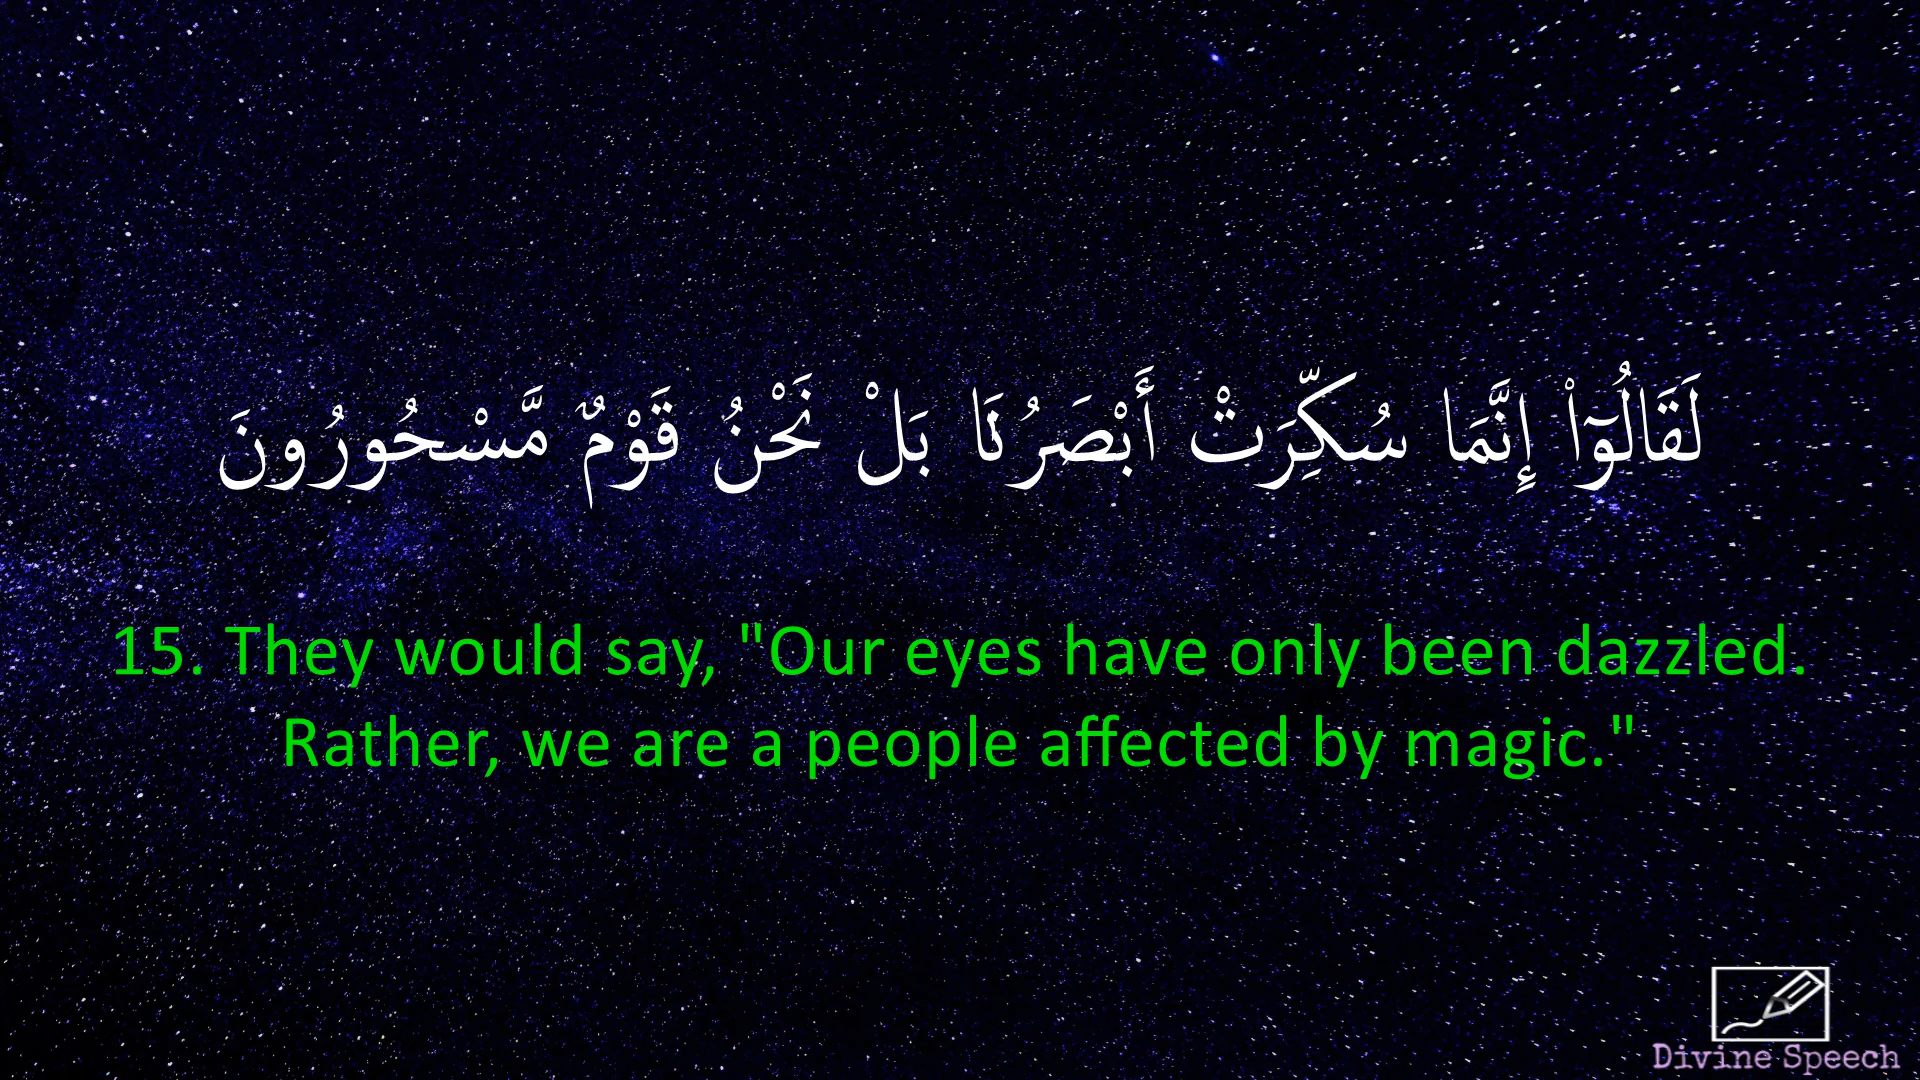 لَقَالُوٓا۟ إِنَّمَا سُكِّرَتْ أَبْصَـٰرُنَا بَلْ نَحْنُ قَوْمٌ مَّسْحُورُونَ
15. They would say, "Our eyes have only been dazzled.
Rather, we are a people affected by magic."
Divine Speech